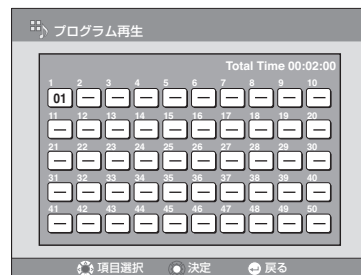 プログラム再生
Total Time 00:02:00
1 2 3 4 5 6 7 8 9 10
01 — — — — — — — — —
11 12 13 14 15 16 17 18 19 20
— — — — — — — — — —
21 22 23 24 25 26 27 28 29 30
— — — — — — — — — —
31 32 33 34 35 36 37 38 39 40
— — — — — — — — — —
41 42 43 44 45 46 47 48 49 50
— — — — — — — — — —
項目選択 決定 戻る